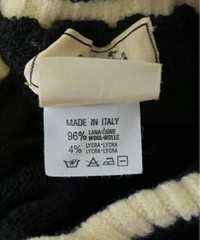 MADE IN ITALY
96% LANA-LAINE
WOOL-WOLLE
4% LYCRA-LYCRA
LYCRA-LYCRA